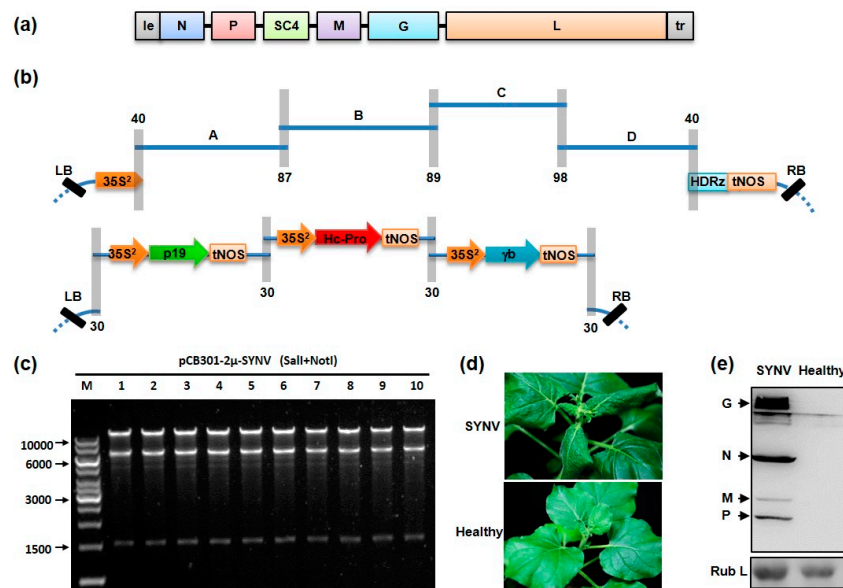 (a)
le N P SC4 M G L tr
(b)
40 A 87 B 89 C 98 D 40
LB 35S² HDRz tNOS RB
35S² p19 tNOS 35S² Hc-Pro tNOS 35S² γb tNOS
LB 30 30 30 30 RB
(c)
pCB301-2μ-SYNV (SalI+NotI)
M 1 2 3 4 5 6 7 8 9 10
10000
6000
3000
1500
(d)
SYNV
Healthy
(e)
SYNV Healthy
G
N
M
P
Rub L